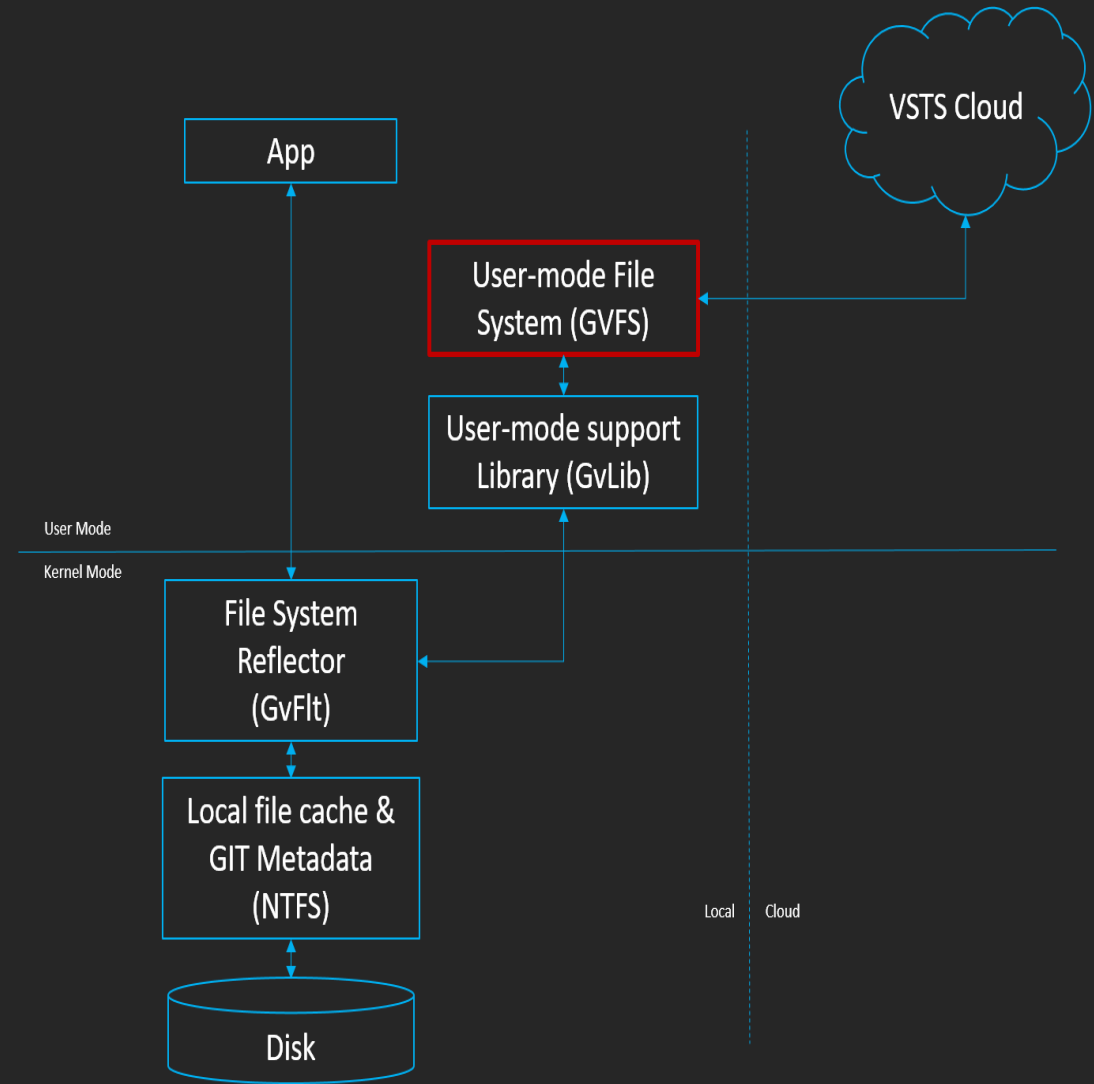 VSTS Cloud
App
User-mode File
System (GVFS)
User-mode support
Library (GvLib)
User Mode
Kernel Mode
File System
Reflector
(GvFlt)
Local file cache &
GIT Metadata
(NTFS)
Local
Cloud
Disk